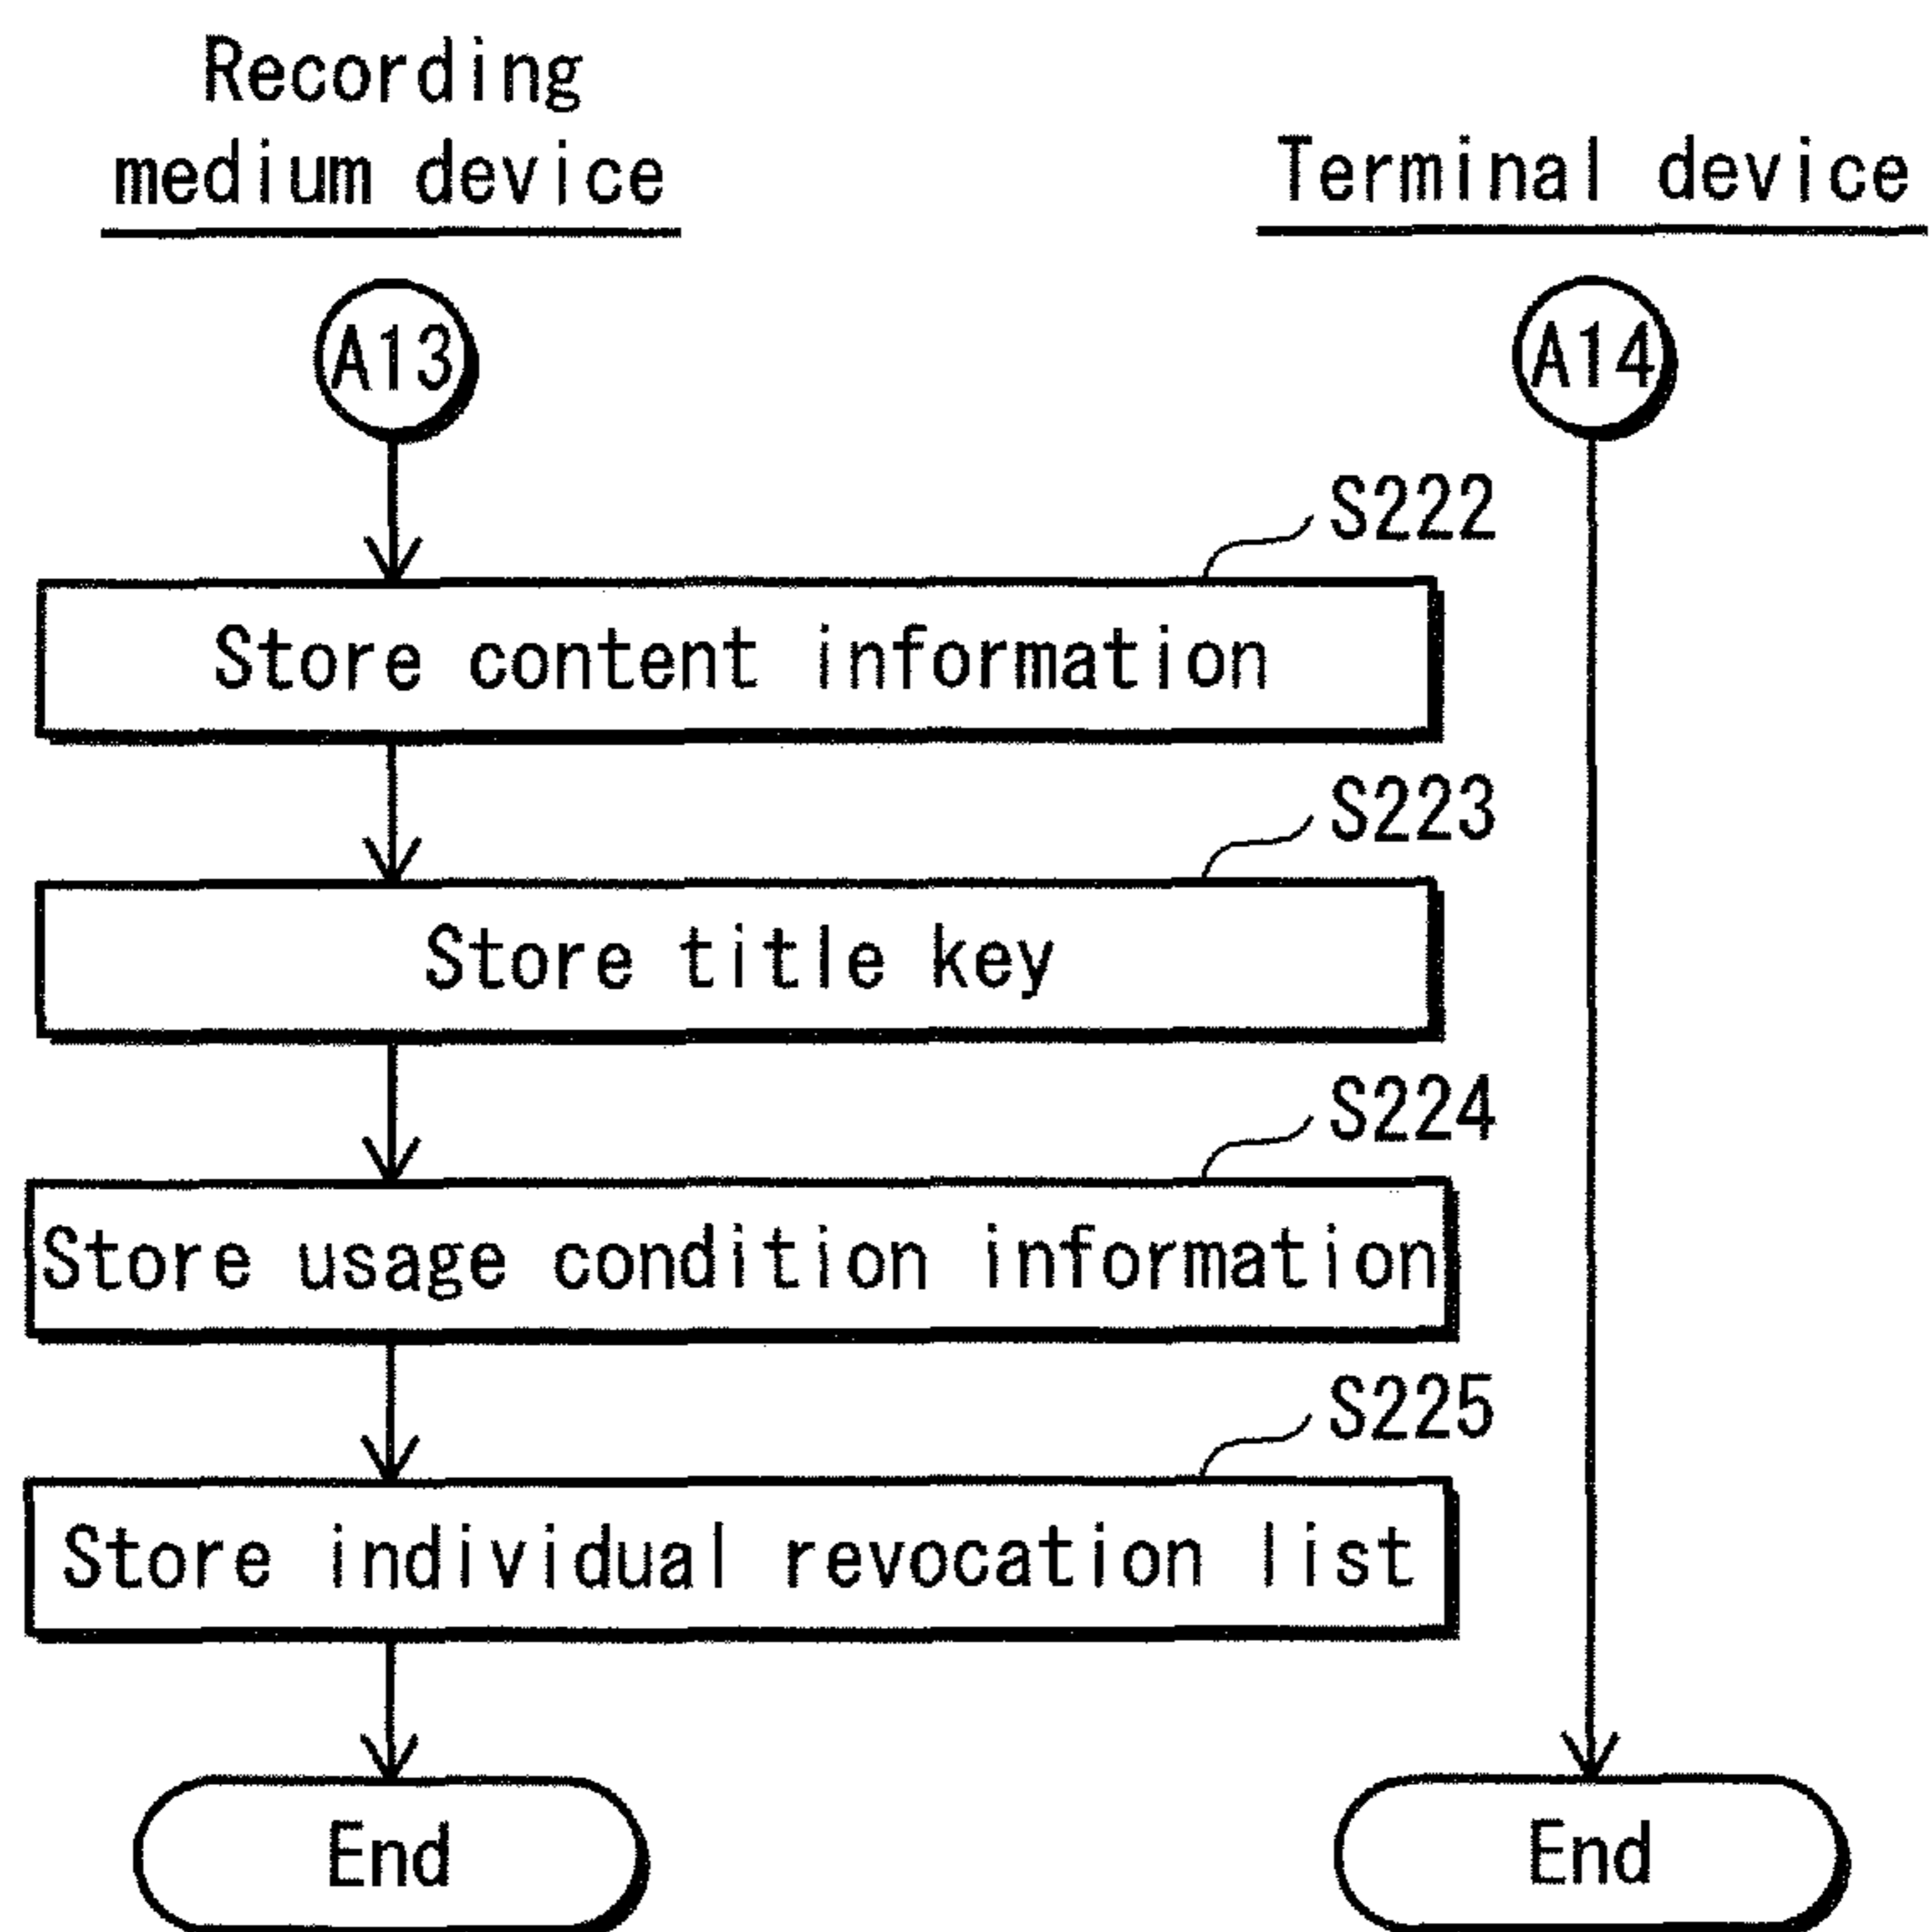 Recording
medium device
Terminal device
A13
A14
S222
Store content information
S223
Store title key
S224
Store usage condition information
S225
Store individual revocation list
End
End